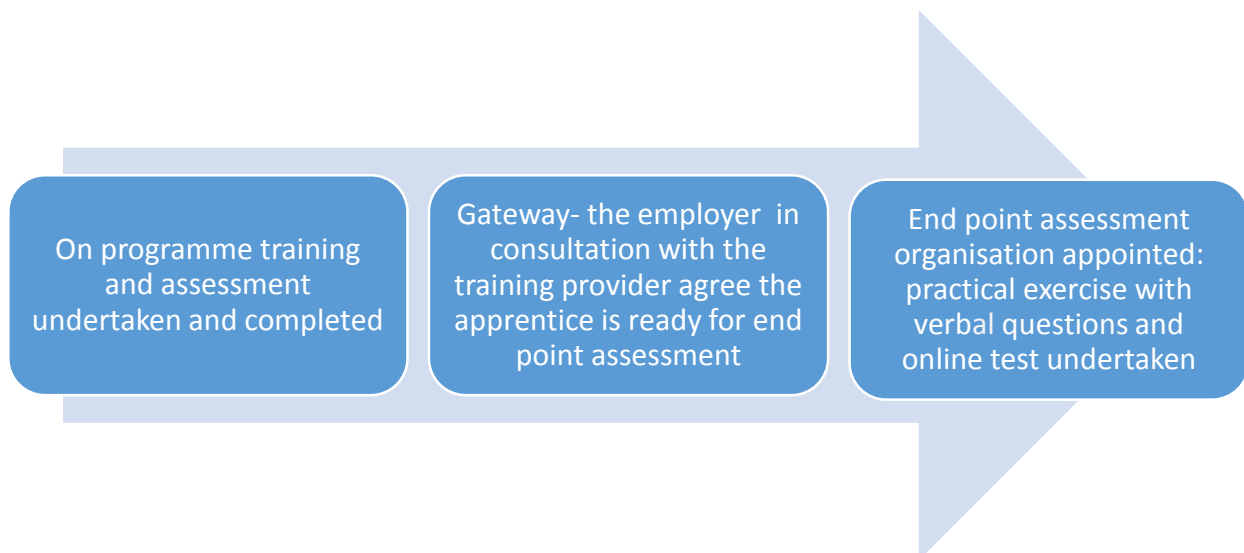 On programme training
and assessment
undertaken and completed
Gateway- the employer  in
consultation with the
training provider agree the
apprentice is ready for end
point assessment
End point assessment
organisation appointed:
practical exercise with
verbal questions and
online test undertaken